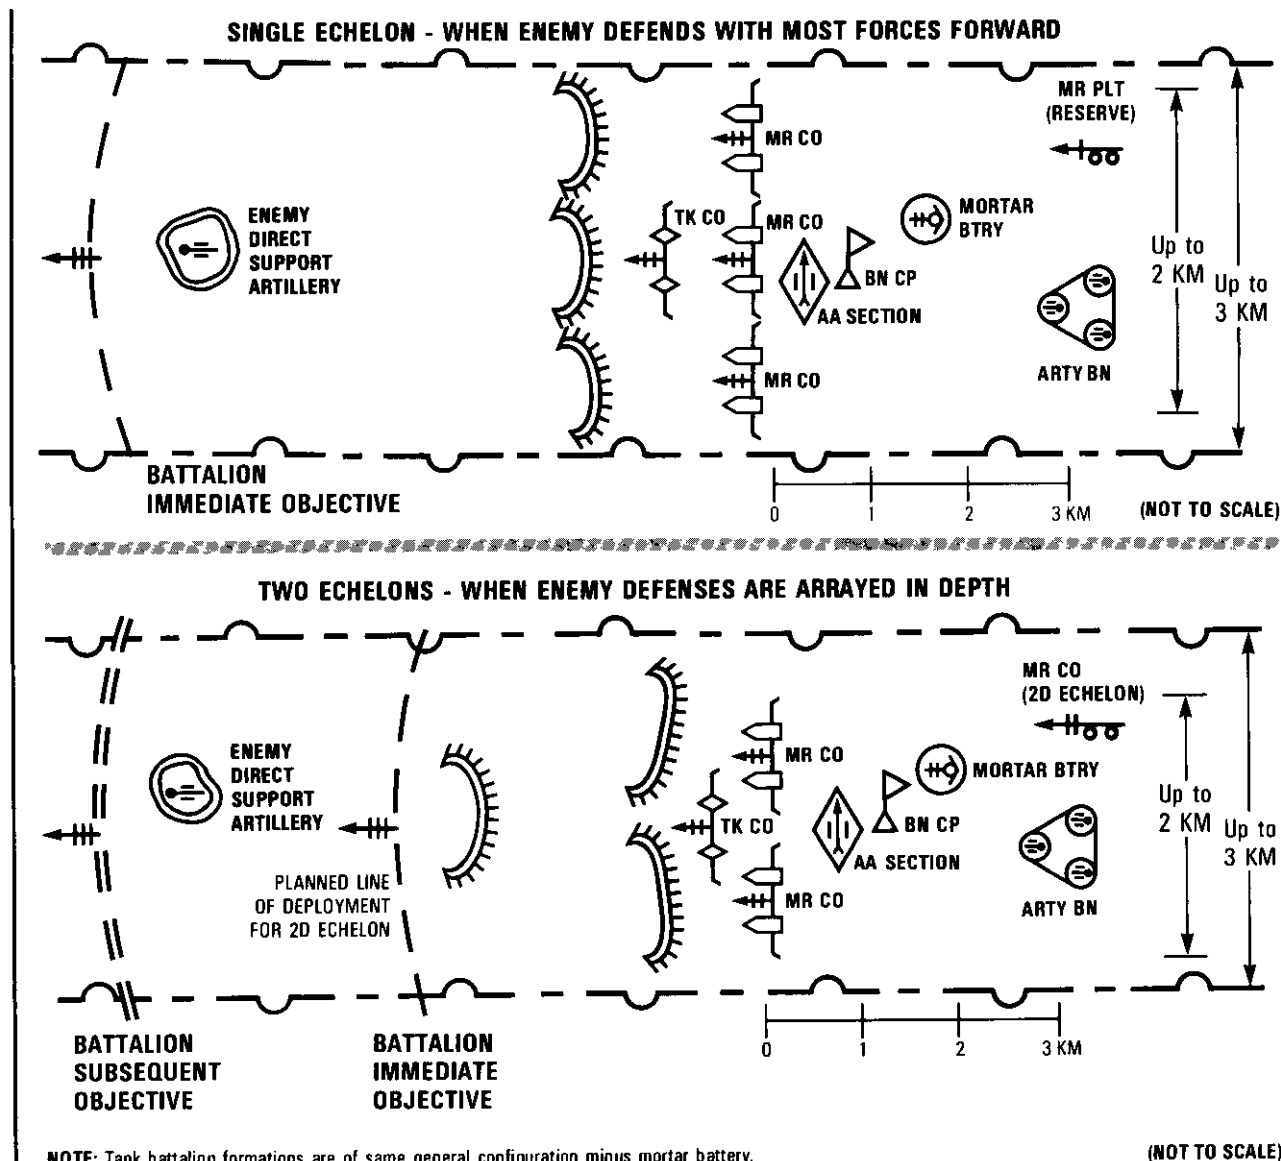 SINGLE ECHELON - WHEN ENEMY DEFENDS WITH MOST FORCES FORWARD
MR PLT
(RESERVE)
MR CO
ENEMY
DIRECT
SUPPORT
ARTILLERY
TK CO
MR CO
MORTAR
BTRY
BN CP
AA SECTION
Up to
2 KM
Up to
3 KM
MR CO
ARTY BN
BATTALION
IMMEDIATE OBJECTIVE
0 1 2 3 KM
(NOT TO SCALE)
TWO ECHELONS - WHEN ENEMY DEFENSES ARE ARRAYED IN DEPTH
MR CO
(2D ECHELON)
ENEMY
DIRECT
SUPPORT
ARTILLERY
MR CO
MORTAR BTRY
TK CO
BN CP
AA SECTION
Up to
2 KM
Up to
3 KM
PLANNED LINE
OF DEPLOYMENT
FOR 2D ECHELON
MR CO
ARTY BN
BATTALION
SUBSEQUENT
OBJECTIVE
BATTALION
IMMEDIATE
OBJECTIVE
0 1 2 3 KM
NOTE: Tank battalion formations are of same general configuration minus mortar battery.
(NOT TO SCALE)